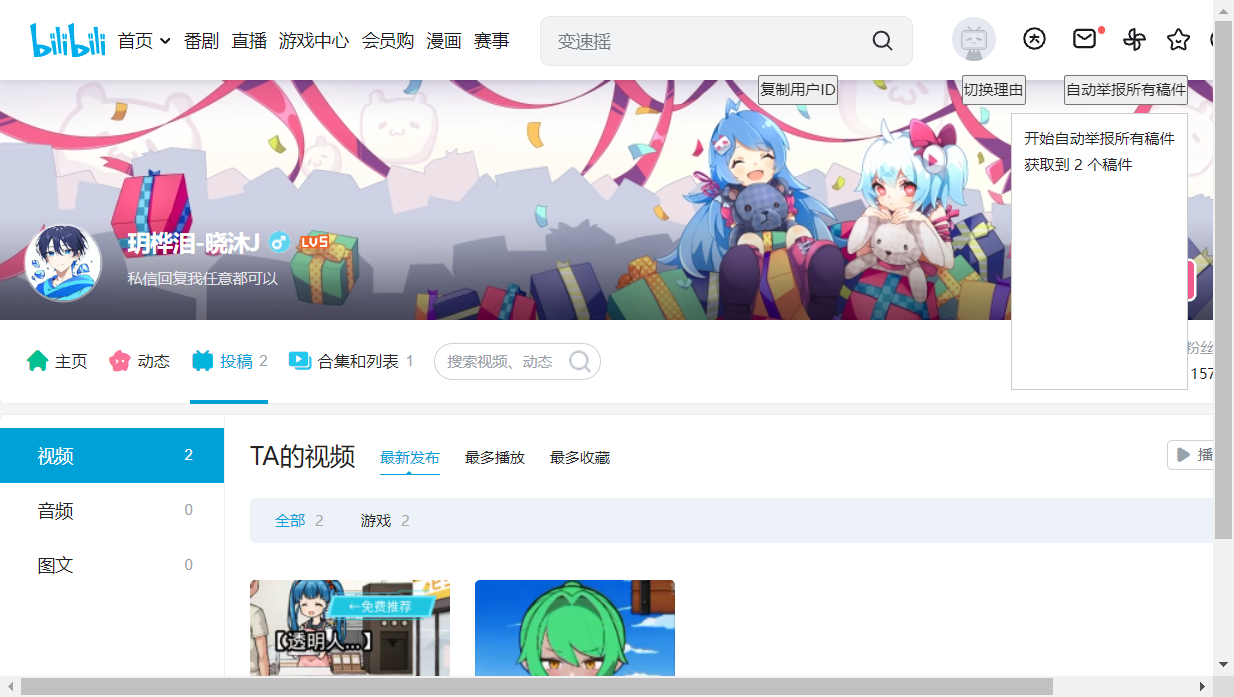 bilibili 首页 番剧 直播 游戏中心 会员购 漫画 赛事 变速摇
复制用户ID 切换理由 自动举报所有稿件
开始自动举报所有稿件
获取到 2 个稿件
玥桦泪-晓沐J LV5
私信回复我任意都可以
主页 动态 投稿 2 合集和列表 1 搜索视频、动态
粉丝
157
视频 2
音频 0
图文 0
TA的视频 最新发布 最多播放 最多收藏 播
全部 2 游戏 2
←免费推荐
【透明人...】